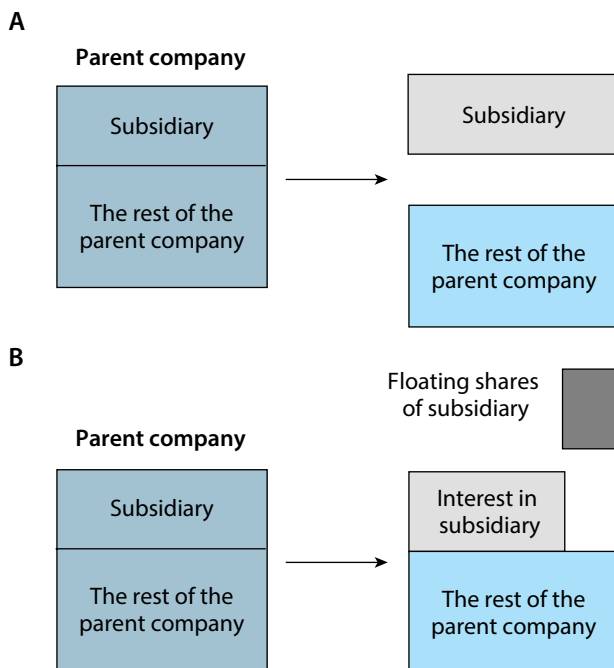 A
Parent company
Subsidiary
The rest of the
parent company
Subsidiary
The rest of the
parent company
B
Floating shares
of subsidiary
Parent company
Subsidiary
The rest of the
parent company
Interest in
subsidiary
The rest of the
parent company